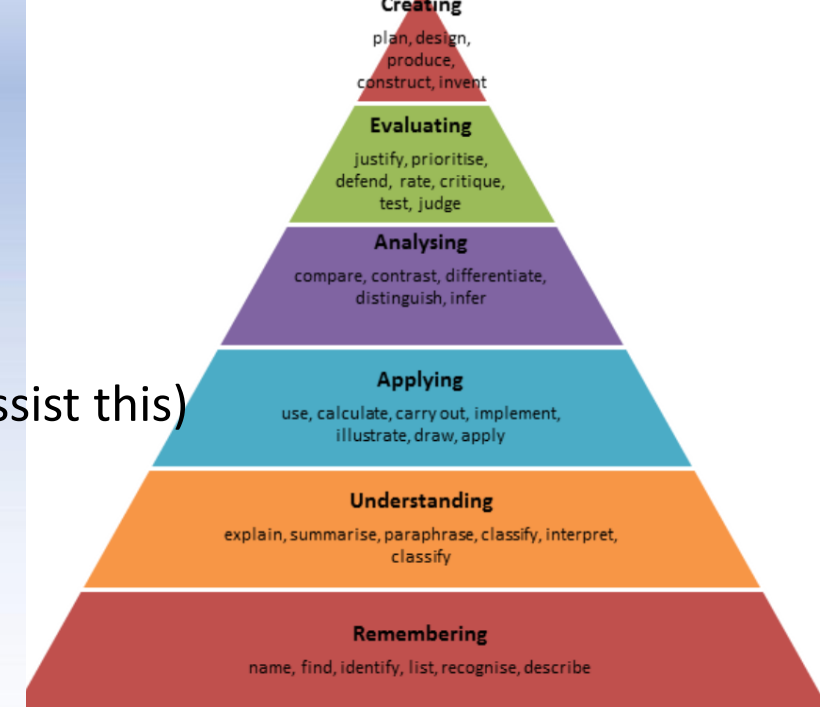 Creating
plan, design,
produce,
construct, invent
Evaluating
justify, prioritise,
defend, rate, critique,
test, judge
Analysing
compare, contrast, differentiate,
distinguish, infer
ssist this)
Applying
use, calculate, carry out, implement,
illustrate, draw, apply
Understanding
explain, summarise, paraphrase, classify, interpret,
classify
Remembering
name, find, identify, list, recognise, describe